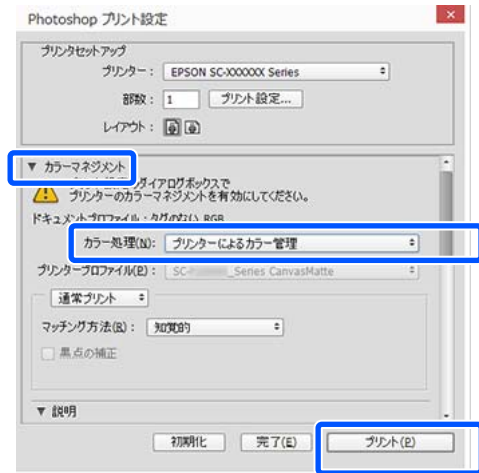 Photoshop プリント設定
プリンタセットアップ
プリンター： EPSON SC-XXXXXX Series
部数： 1 プリント設定...
レイアウト：
▼ カラーマネジメント
ダイアログボックスで
プリンターのカラーマネジメントを有効にしてください。
ドキュメントプロファイル：タグのない RGB
カラー処理(N)： プリンターによるカラー管理
プリンタープロファイル(P)： SC- _Series CanvasMatte
通常プリント
マッチング方法(R)： 知覚的
黒点の補正
▼ 説明
初期化 完了(E) プリント(P)